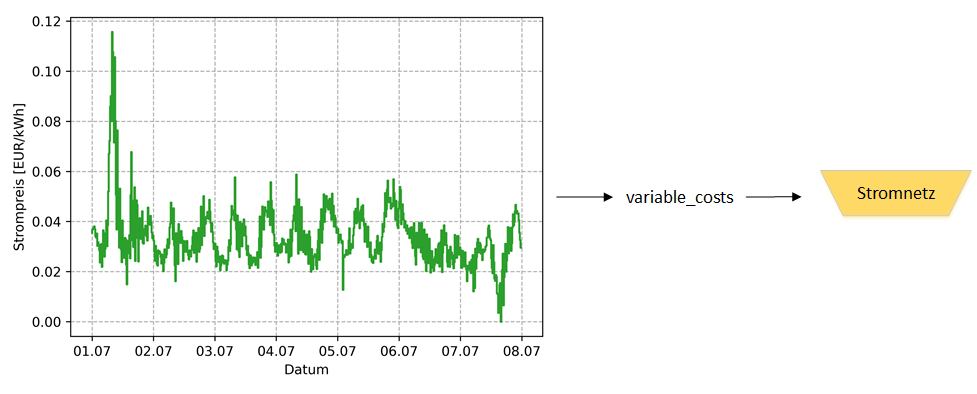 0.12
0.10
0.08
0.06
0.04
0.02
0.00
Strompreis [EUR/kWh]
01.07 02.07 03.07 04.07 05.07 06.07 07.07 08.07
Datum
variable_costs
Stromnetz